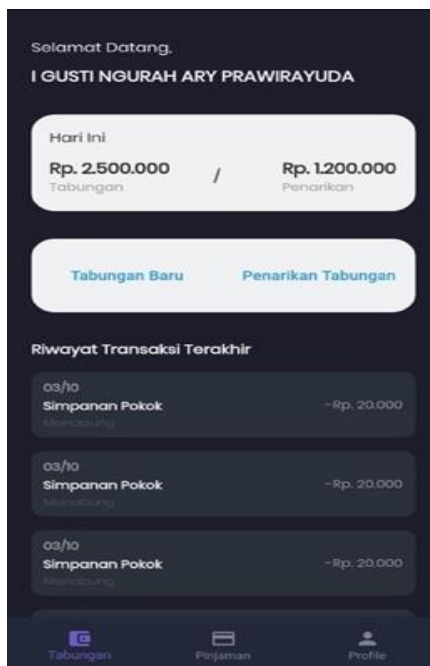 Selamat Datang,
I GUSTI NGURAH ARY PRAWIRAYUDA
Hari Ini
Rp. 2.500.000 / Rp. 1.200.000
Tabungan Penarikan
Tabungan Baru Penarikan Tabungan
Riwayat Transaksi Terakhir
03/10
Simpanan Pokok -Rp. 20.000
Menabung
03/10
Simpanan Pokok -Rp. 20.000
Menabung
03/10
Simpanan Pokok -Rp. 20.000
Menabung
Tabungan Pinjaman Profile